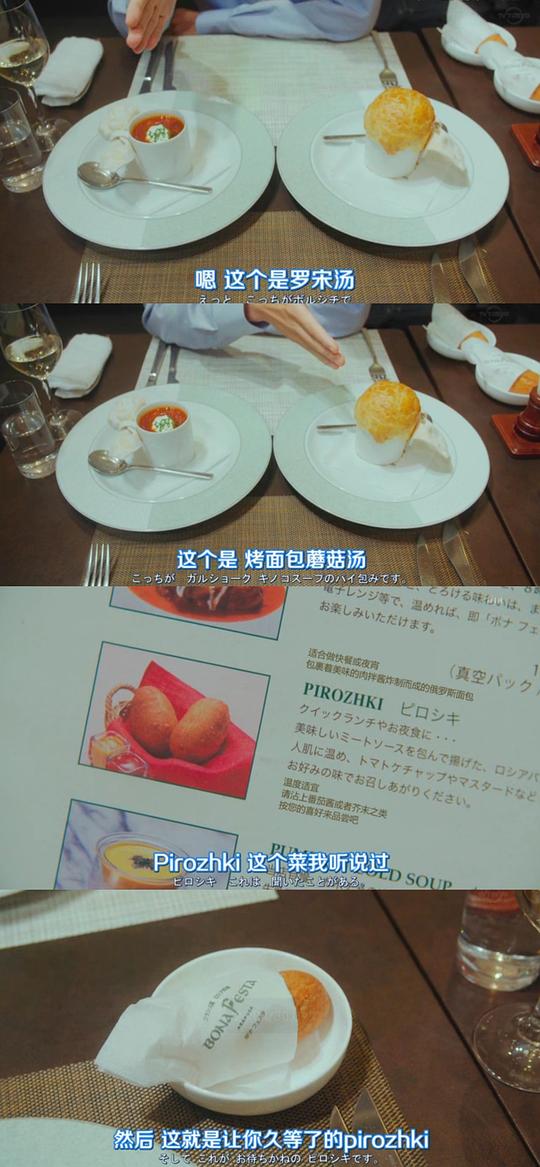 嗯 这个是罗宋汤
えっと こっちがボルシチで
这个是 烤面包蘑菇汤
こっちが ガルショーク キノコスープのパイ包みです。
電子レンジ等で、温めれば、即「ボナ フェ
お楽しみいただけます。
适合做快餐或夜宵
包裹着美味的肉拌酱炸制而成的俄罗斯面包
(真空パック
PIROZHKI ピロシキ
クイックランチやお夜食に・・・
美味しいミートソースを包んで揚げた、ロシアパ
人肌に温め、トマトケチャップやマスタードなど
お好みの味でお召しあがりください。
温度适宜
请沾上番茄酱或者芥末之类
按您的喜好来品尝吧
SOUP
Pirozhki 这个菜我听说过
ピロシキ これは 聞いたことがある。
BONA FESTA
然后 这就是让你久等了的pirozhki
そして これが お待ちかねの ピロシキです。